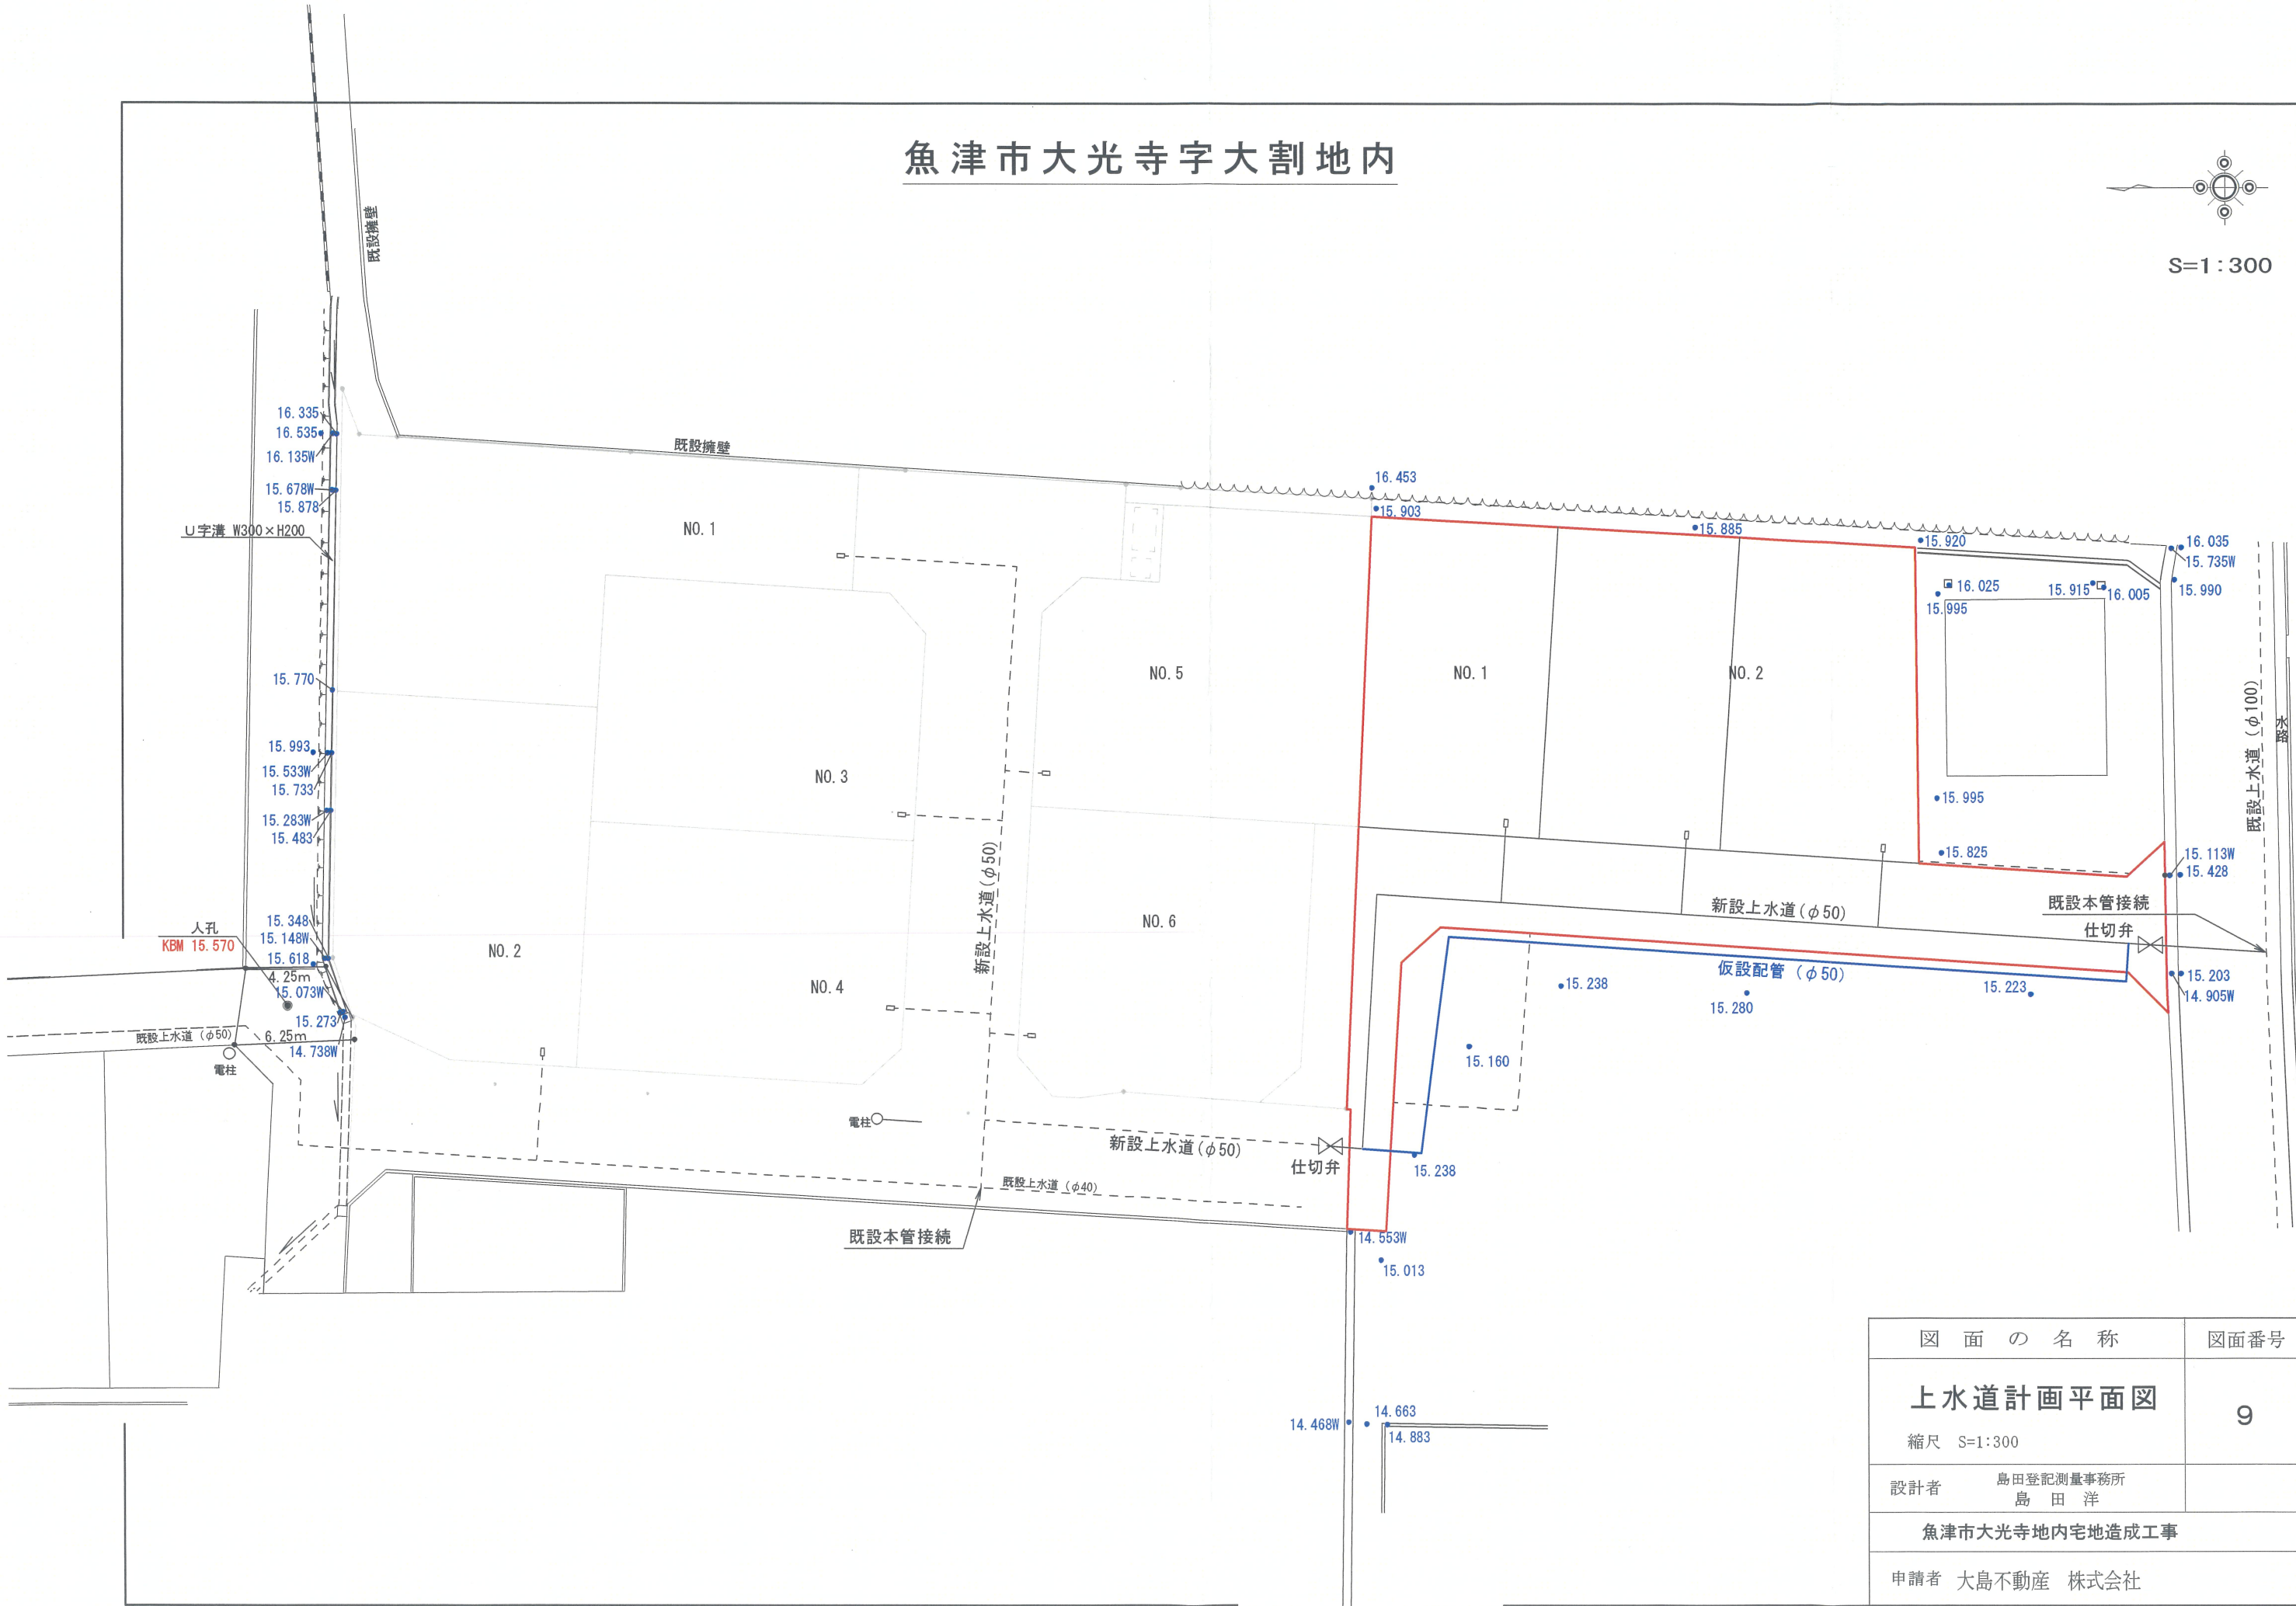 魚津市大光寺字大割地内
S=1:300
既設擁壁
既設擁壁
16.335
16.535
16.135W
15.678W
15.878
U字溝 W300×H200
15.770
15.993
15.533W
15.733
15.283W
15.483
15.348
15.148W
15.618
人孔
KBM 15.570
4.25m
15.073W
15.273
既設上水道(φ50)
6.25m
14.738W
電柱
NO.1
NO.2
NO.3
NO.4
NO.5
NO.6
新設上水道(φ50)
電柱
新設上水道(φ50)
仕切弁
既設上水道(φ40)
既設本管接続
16.453
15.903
15.885
15.920
16.035
15.735W
15.990
16.025
15.995
15.915
16.005
NO.1
NO.2
既設上水道(φ100)
水路
15.995
15.825
15.113W
15.428
既設本管接続
仕切弁
新設上水道(φ50)
仮設配管(φ50)
15.238
15.280
15.223
15.203
14.905W
15.160
15.238
14.553W
15.013
14.468W
14.663
14.883
図面の名称
図面番号
上水道計画平面図
9
縮尺 S=1:300
設計者
島田登記測量事務所
島田洋
魚津市大光寺地内宅地造成工事
申請者 大島不動産 株式会社